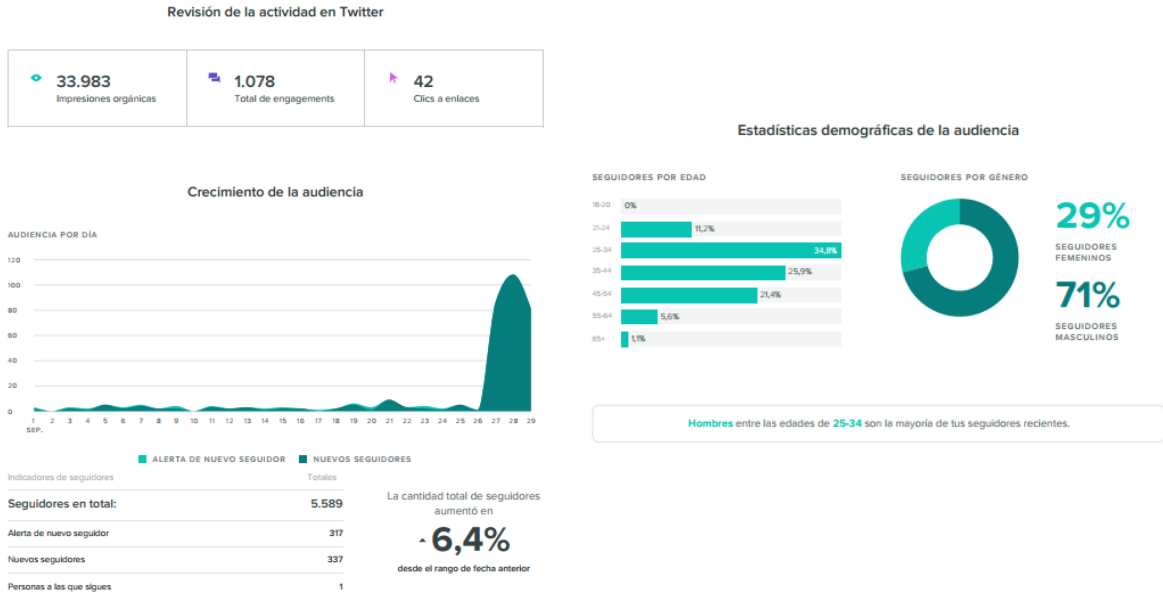 Revisión de la actividad en Twitter
33.983
Impresiones orgánicas
1.078
Total de engagements
42
Clics a enlaces
Crecimiento de la audiencia
AUDIENCIA POR DÍA
120
100
80
60
40
20
0
1 2 3 4 5 6 7 8 9 10 11 12 13 14 15 16 17 18 19 20 21 22 23 24 25 26 27 28 29
SEP.
ALERTA DE NUEVO SEGUIDOR NUEVOS SEGUIDORES
Indicadores de seguidores Totales
Seguidores en total: 5.589
Alerta de nuevo seguidor 317
Nuevos seguidores 337
Personas a las que sigues 1
La cantidad total de seguidores
aumentó en
6,4%
desde el rango de fecha anterior
Estadísticas demográficas de la audiencia
SEGUIDORES POR EDAD
18-20 0%
21-24 11,2%
25-34 34,8%
35-44 25,9%
45-54 21,4%
55-64 5,6%
65+ 1,1%
SEGUIDORES POR GÉNERO
29%
SEGUIDORES
FEMENINOS
71%
SEGUIDORES
MASCULINOS
Hombres entre las edades de 25-34 son la mayoría de tus seguidores recientes.